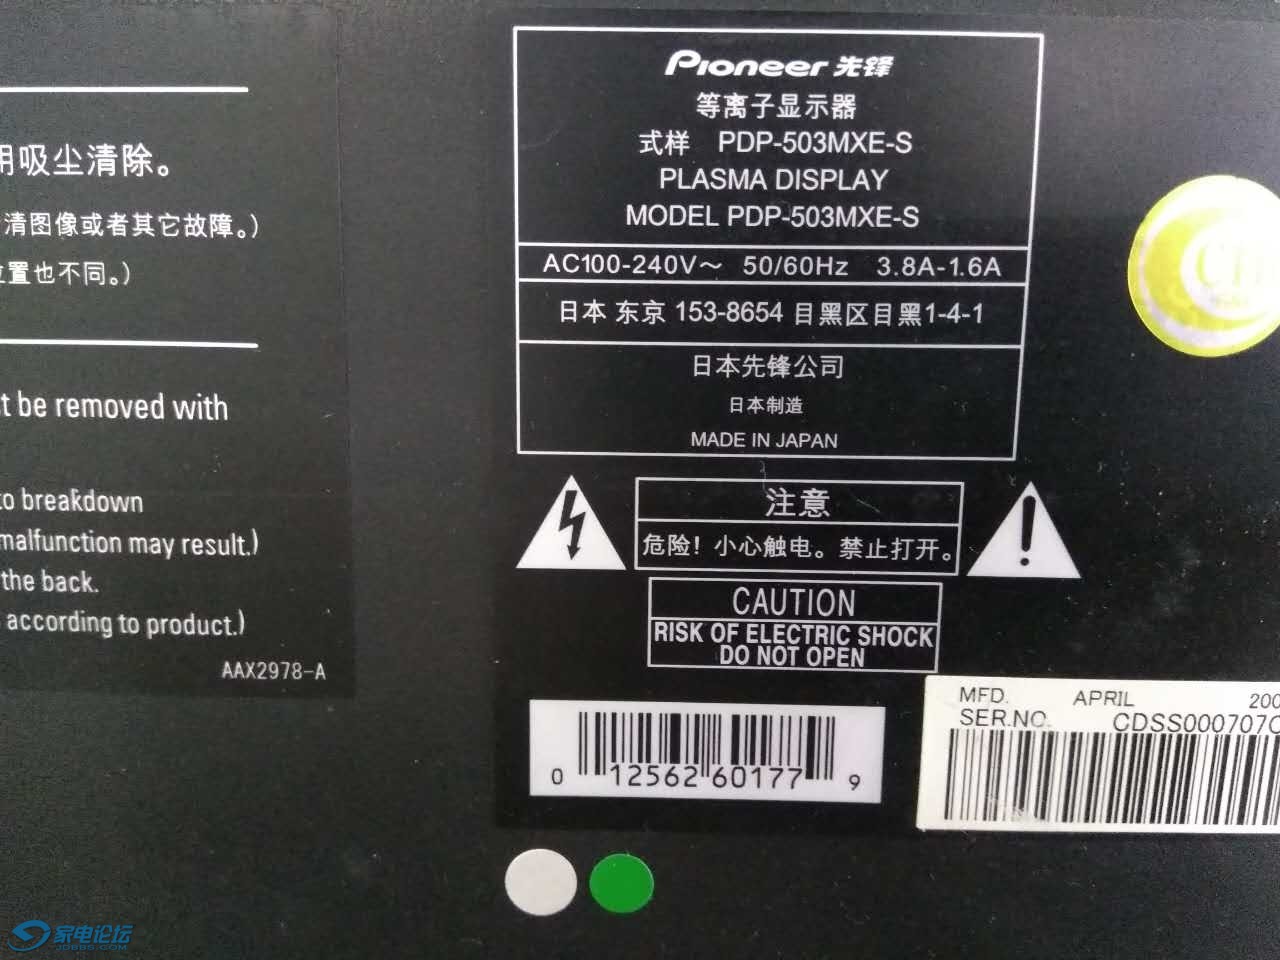 用吸尘清除。
清图像或者其它故障。)
位置也不同。)
t be removed with
to breakdown
malfunction may result.)
the back.
according to product.)
AAX2978-A
Pioneer 先锋
等离子显示器
式样 PDP-503MXE-S
PLASMA DISPLAY
MODEL PDP-503MXE-S
AC100-240V～ 50/60Hz 3.8A-1.6A
日本 东京 153-8654 目黑区目黑1-4-1
日本先锋公司
日本制造
MADE IN JAPAN
注意
危险！小心触电。禁止打开。
CAUTION
RISK OF ELECTRIC SHOCK
DO NOT OPEN
0 12562 60177 9
MFD. APRIL 200
SER.NO. CDSS000707
家电论坛
JDBBS.COM